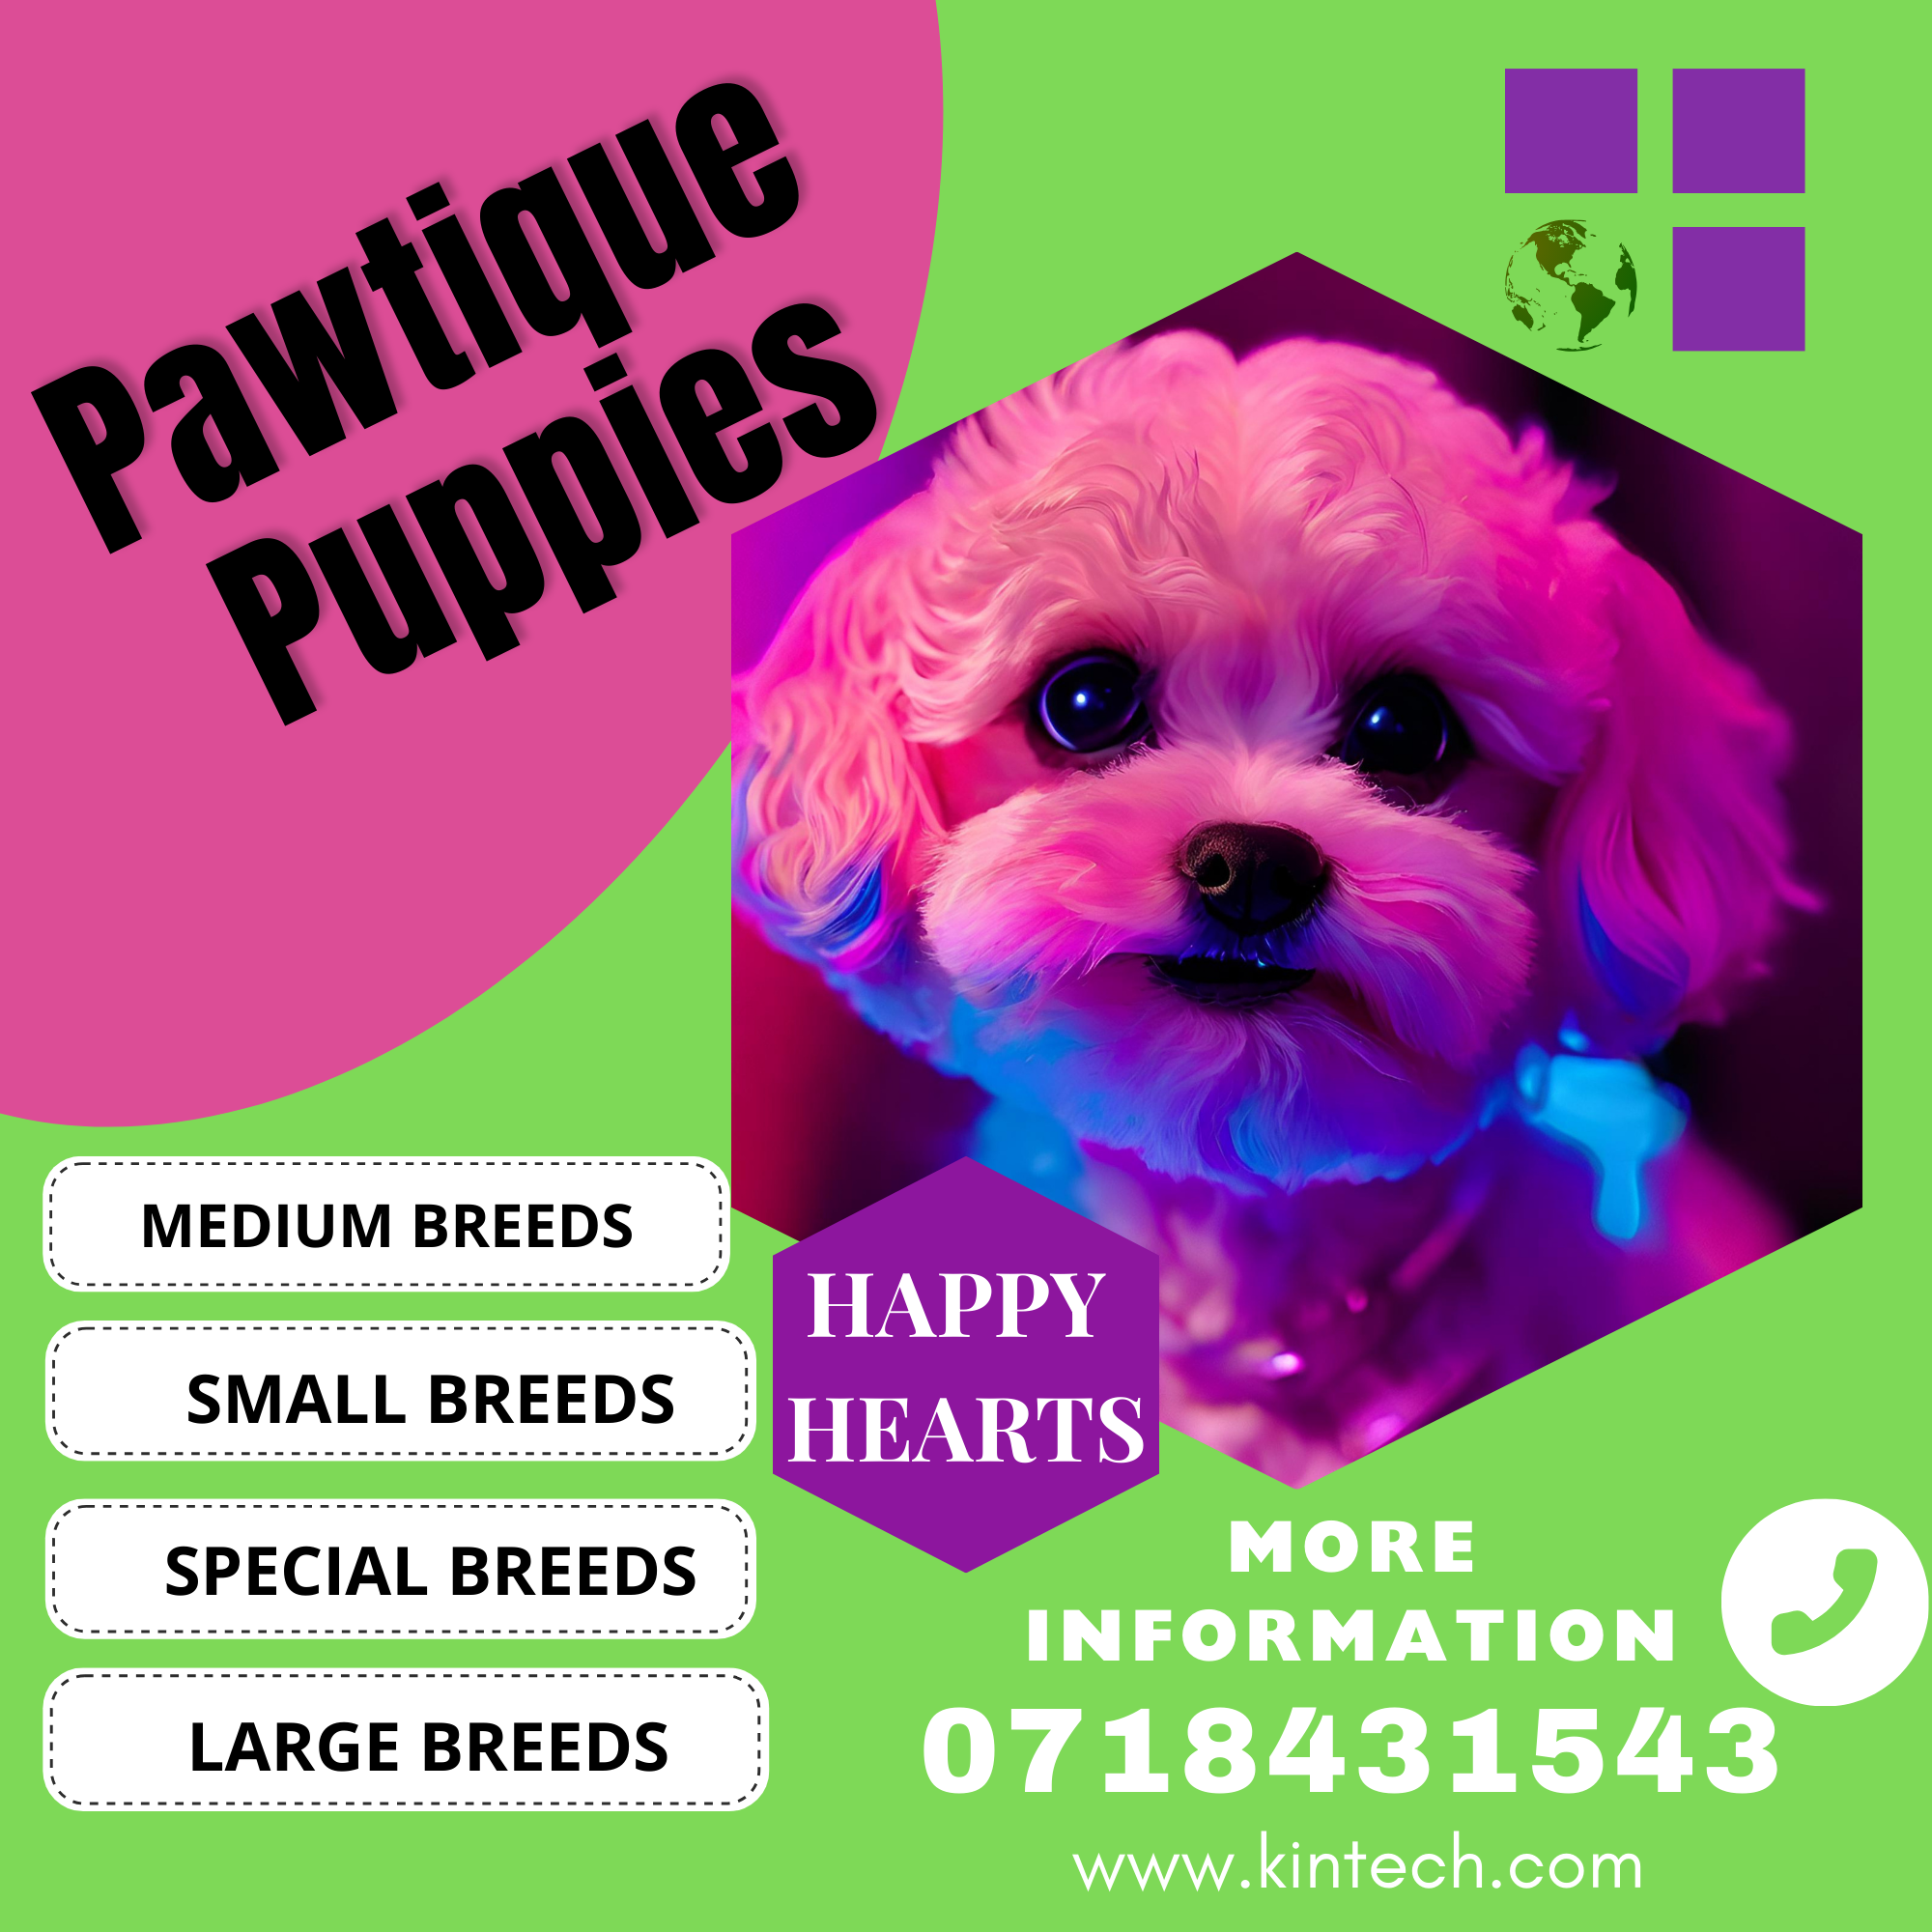 Pawtique
Puppies
MEDIUM BREEDS
SMALL BREEDS
SPECIAL BREEDS
LARGE BREEDS
HAPPY
HEARTS
MORE
INFORMATION
0718431543
www.kintech.com